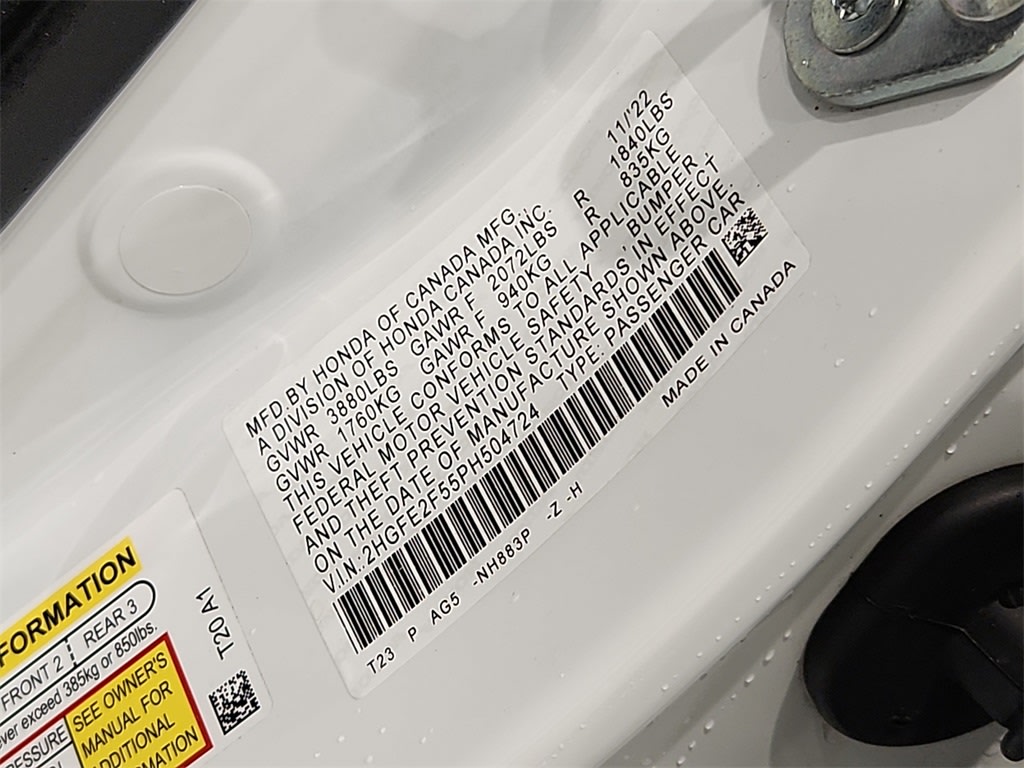 MFD BY HONDA OF CANADA MFG.
A DIVISION OF HONDA CANADA INC. 11/'22
GVWR 3880LBS GAWR F 2072LBS R 1840LBS
GVWR 1760KG GAWR F 940KG R 835KG
THIS VEHICLE CONFORMS TO ALL APPLICABLE
FEDERAL MOTOR VEHICLE SAFETY , BUMPER ,
AND THEFT PREVENTION STANDARDS IN EFFECT
ON THE DATE OF MANUFACTURE SHOWN ABOVE.
V.I.N.:2HGFE2F55PH504724 TYPE: PASSENGER CAR
T23 P AG5 -NH883P -Z -H MADE IN CANADA
FORMATION
FRONT 2 REAR 3
ever exceed 385kg or 850lbs.
T20 A1
PRESSURE
SEE OWNER'S
MANUAL FOR
ADDITIONAL